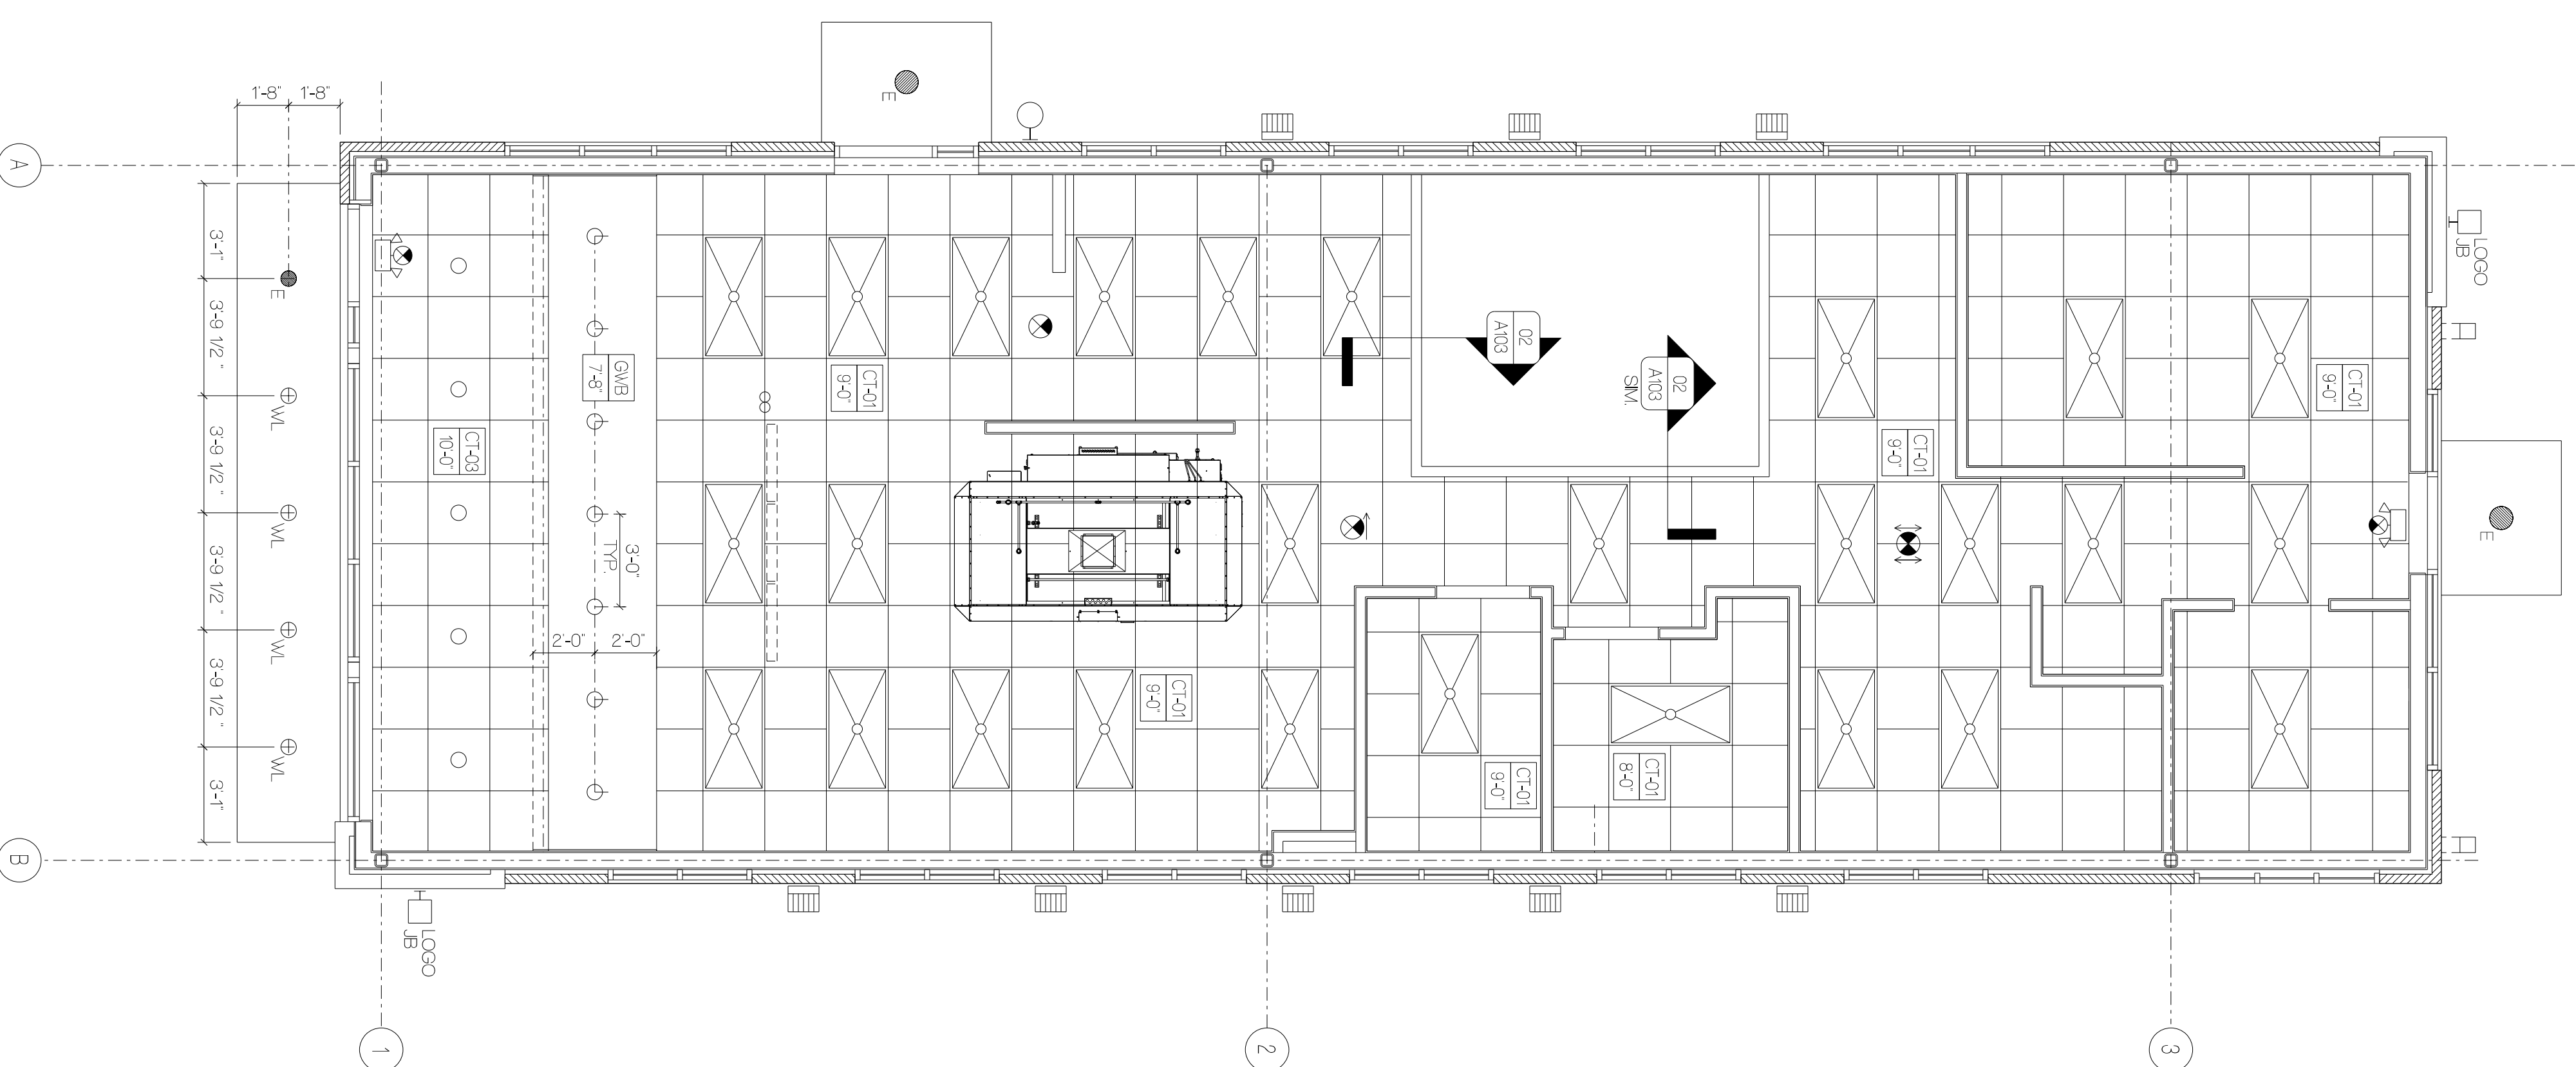 1'-8"
1'-8"
E
A
LOGO
JB
3'-1"
E
3'-9 1/2 "
WL
3'-9 1/2 "
WL
3'-9 1/2 "
WL
3'-9 1/2 "
WL
3'-1"
GWB
7'-8"
CT-01
9'-0"
02
A103
02
A103
SIM.
CT-01
9'-0"
CT-03
10'-0"
CT-01
9'-0"
3'-0"
TYP.
E
2'-0"
2'-0"
CT-01
9'-0"
CT-01
9'-0"
CT-01
8'-0"
B
LOGO
JB
1
2
3